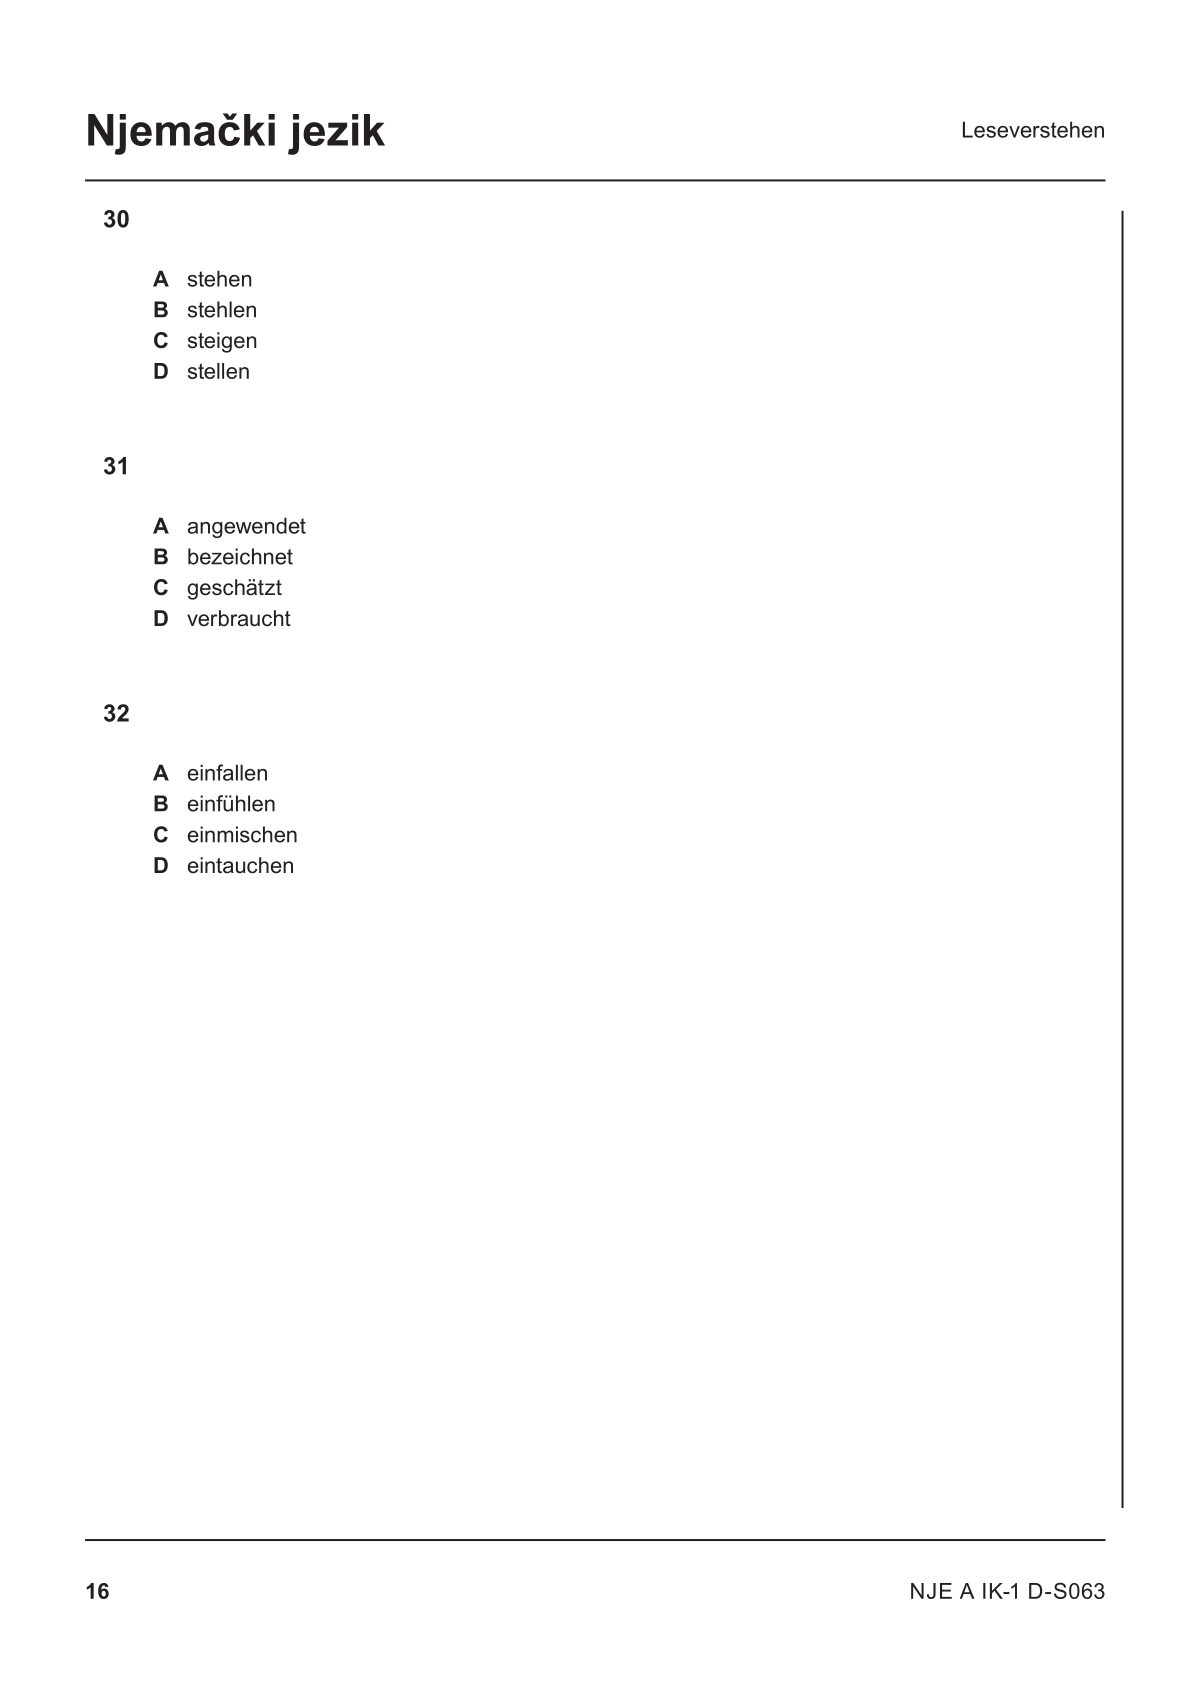 Njemački jezik
Leseverstehen
30
A stehen
B stehlen
C steigen
D stellen
31
A angewendet
B bezeichnet
C geschätzt
D verbraucht
32
A einfallen
B einfühlen
C einmischen
D eintauchen
16
NJE A IK-1 D-S063